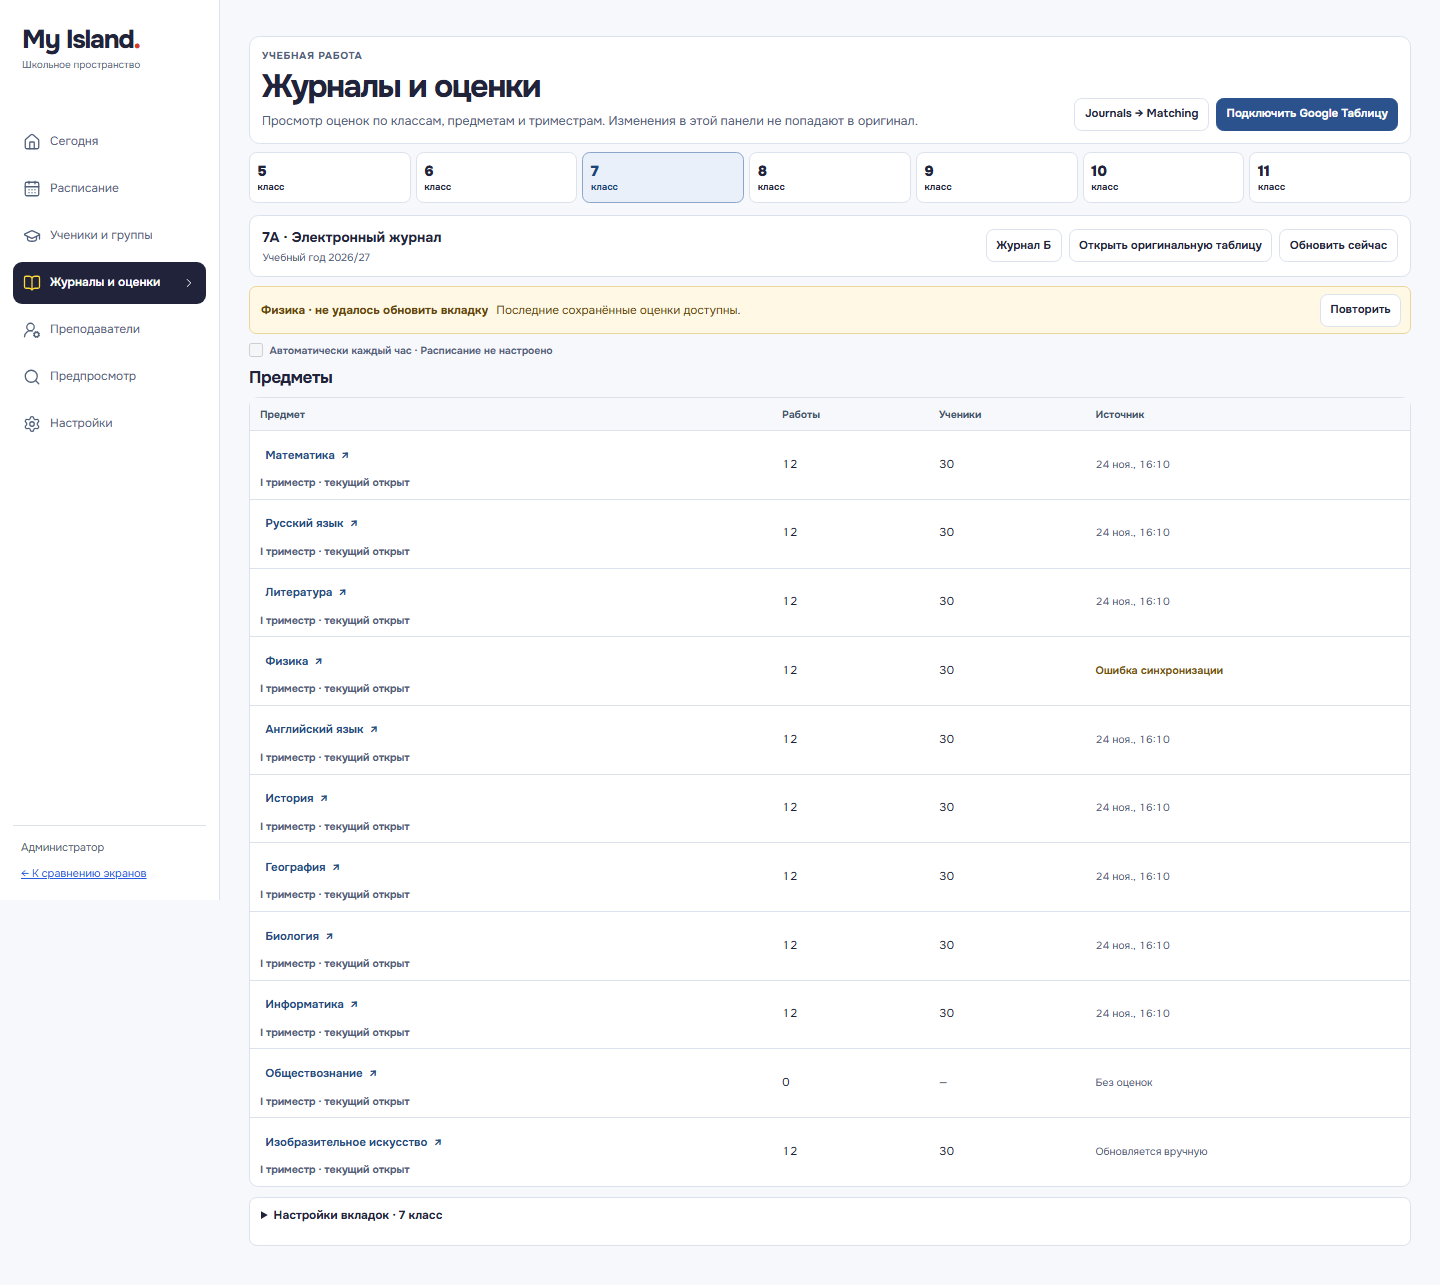 My Island.
Школьное пространство
Сегодня
Расписание
Ученики и группы
Журналы и оценки
Преподаватели
Предпросмотр
Настройки
Администратор
← К сравнению экранов
УЧЕБНАЯ РАБОТА
Журналы и оценки
Просмотр оценок по классам, предметам и триместрам. Изменения в этой панели не попадают в оригинал.
Journals → Matching
Подключить Google Таблицу
5
класс
6
класс
7
класс
8
класс
9
класс
10
класс
11
класс
7А · Электронный журнал
Учебный год 2026/27
Журнал Б
Открыть оригинальную таблицу
Обновить сейчас
Физика · не удалось обновить вкладку Последние сохранённые оценки доступны.
Повторить
Автоматически каждый час · Расписание не настроено
Предметы
Предмет Работы Ученики Источник
Математика ↗
I триместр · текущий открыт
12 30 24 ноя., 16:10
Русский язык ↗
I триместр · текущий открыт
12 30 24 ноя., 16:10
Литература ↗
I триместр · текущий открыт
12 30 24 ноя., 16:10
Физика ↗
I триместр · текущий открыт
12 30 Ошибка синхронизации
Английский язык ↗
I триместр · текущий открыт
12 30 24 ноя., 16:10
История ↗
I триместр · текущий открыт
12 30 24 ноя., 16:10
География ↗
I триместр · текущий открыт
12 30 24 ноя., 16:10
Биология ↗
I триместр · текущий открыт
12 30 24 ноя., 16:10
Информатика ↗
I триместр · текущий открыт
12 30 24 ноя., 16:10
Обществознание ↗
I триместр · текущий открыт
0 — Без оценок
Изобразительное искусство ↗
I триместр · текущий открыт
12 30 Обновляется вручную
▶ Настройки вкладок · 7 класс